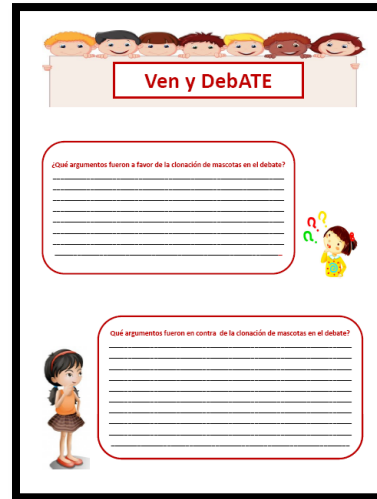 Ven y DebATE
¿Qué argumentos fueron a favor de la clonación de mascotas en el debate?
Qué argumentos fueron en contra de la clonación de mascotas en el debate?